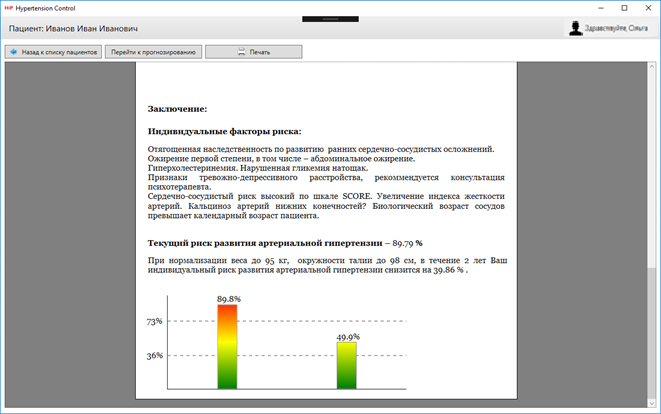 HiP Hypertension Control
Пациент: Иванов Иван Иванович
Здравствуйте, Ольга
Назад к списку пациентов
Перейти к прогнозированию
Печать
Заключение:
Индивидуальные факторы риска:
Отягощенная наследственность по развитию ранних сердечно-сосудистых осложнений.
Ожирение первой степени, в том числе – абдоминальное ожирение.
Гиперхолестеринемия. Нарушенная гликемия натощак.
Признаки тревожно-депрессивного расстройства, рекоммендуется консультация
психотерапевта.
Сердечно-сосудистый риск высокий по шкале SCORE. Увеличение индекса жесткости
артерий. Кальциноз артерий нижних конечностей? Биологический возраст сосудов
превышает календарный возраст пациента.
Текущий риск развития артериальной гипертензии – 89.79 %
При нормализации веса до 95 кг, окружности талии до 98 см, в течение 2 лет Ваш
индивидуальный риск развития артериальной гипертензии снизится на 39.86 % .
89.8%
73%
49.9%
36%